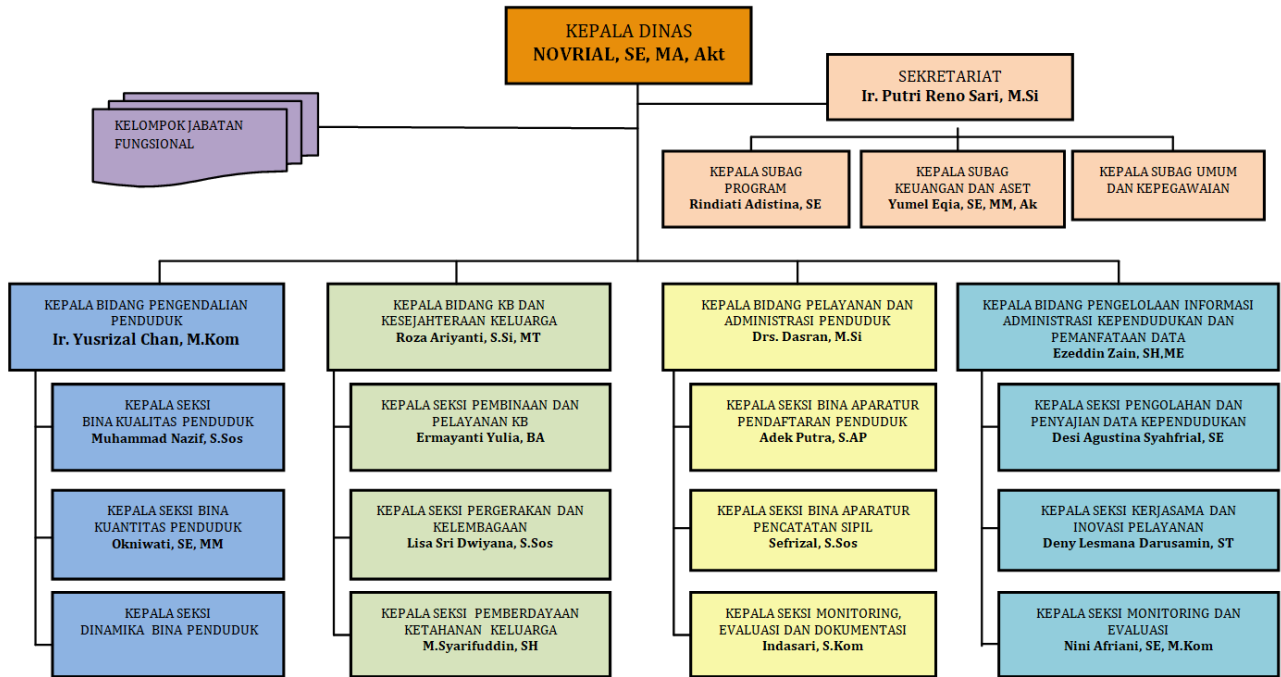 KEPALA DINAS
NOVRIAL, SE, MA, Akt
SEKRETARIAT
Ir. Putri Reno Sari, M.Si
KELOMPOK JABATAN
FUNGSIONAL
KEPALA SUBAG
PROGRAM
Rindiati Adistina, SE
KEPALA SUBAG
KEUANGAN DAN ASET
Yumel Eqia, SE, MM, Ak
KEPALA SUBAG UMUM
DAN KEPEGAWAIAN
KEPALA BIDANG PENGENDALIAN
PENDUDUK
Ir. Yusrizal Chan, M.Kom
KEPALA SEKSI
BINA KUALITAS PENDUDUK
Muhammad Nazif, S.Sos
KEPALA SEKSI BINA
KUANTITAS PENDUDUK
Okniwati, SE, MM
KEPALA SEKSI
DINAMIKA BINA PENDUDUK
KEPALA BIDANG KB DAN
KESEJAHTERAAN KELUARGA
Roza Ariyanti, S.Si, MT
KEPALA SEKSI PEMBINAAN DAN
PELAYANAN KB
Ermayanti Yulia, BA
KEPALA SEKSI PERGERAKAN DAN
KELEMBAGAAN
Lisa Sri Dwiyana, S.Sos
KEPALA SEKSI PEMBERDAYAAN
KETAHANAN KELUARGA
M.Syarifuddin, SH
KEPALA BIDANG PELAYANAN DAN
ADMINISTRASI PENDUDUK
Drs. Dasran, M.Si
KEPALA SEKSI BINA APARATUR
PENDAFTARAN PENDUDUK
Adek Putra, S.AP
KEPALA SEKSI BINA APARATUR
PENCATATAN SIPIL
Sefrizal, S.Sos
KEPALA SEKSI MONITORING,
EVALUASI DAN DOKUMENTASI
Indasari, S.Kom
KEPALA BIDANG PENGELOLAAN INFORMASI
ADMINISTRASI KEPENDUDUKAN DAN
PEMANFATAAN DATA
Ezeddin Zain, SH,ME
KEPALA SEKSI PENGOLAHAN DAN
PENYAJIAN DATA KEPENDUDUKAN
Desi Agustina Syahfrial, SE
KEPALA SEKSI KERJASAMA DAN
INOVASI PELAYANAN
Deny Lesmana Darusamin, ST
KEPALA SEKSI MONITORING DAN
EVALUASI
Nini Afriani, SE, M.Kom